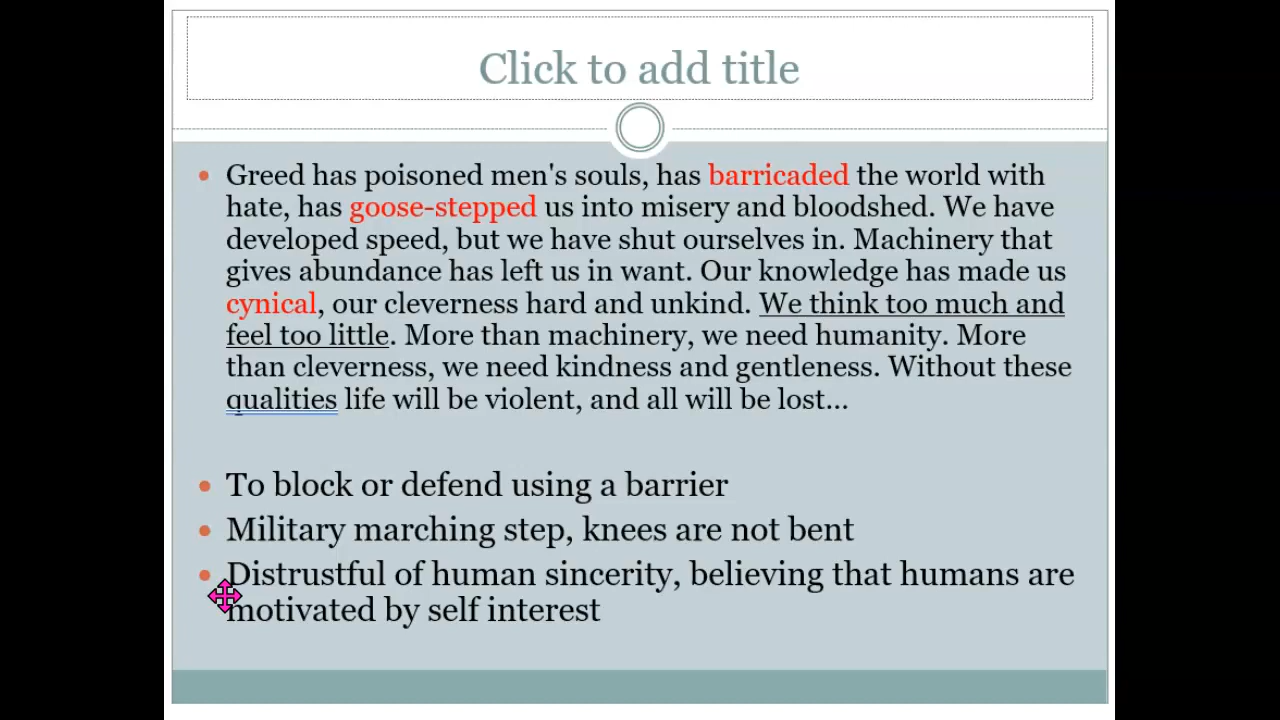 Click to add title
Greed has poisoned men's souls, has barricaded the world with
hate, has goose-stepped us into misery and bloodshed. We have
developed speed, but we have shut ourselves in. Machinery that
gives abundance has left us in want. Our knowledge has made us
cynical, our cleverness hard and unkind. We think too much and
feel too little. More than machinery, we need humanity. More
than cleverness, we need kindness and gentleness. Without these
qualities life will be violent, and all will be lost...
To block or defend using a barrier
Military marching step, knees are not bent
Distrustful of human sincerity, believing that humans are
motivated by self interest